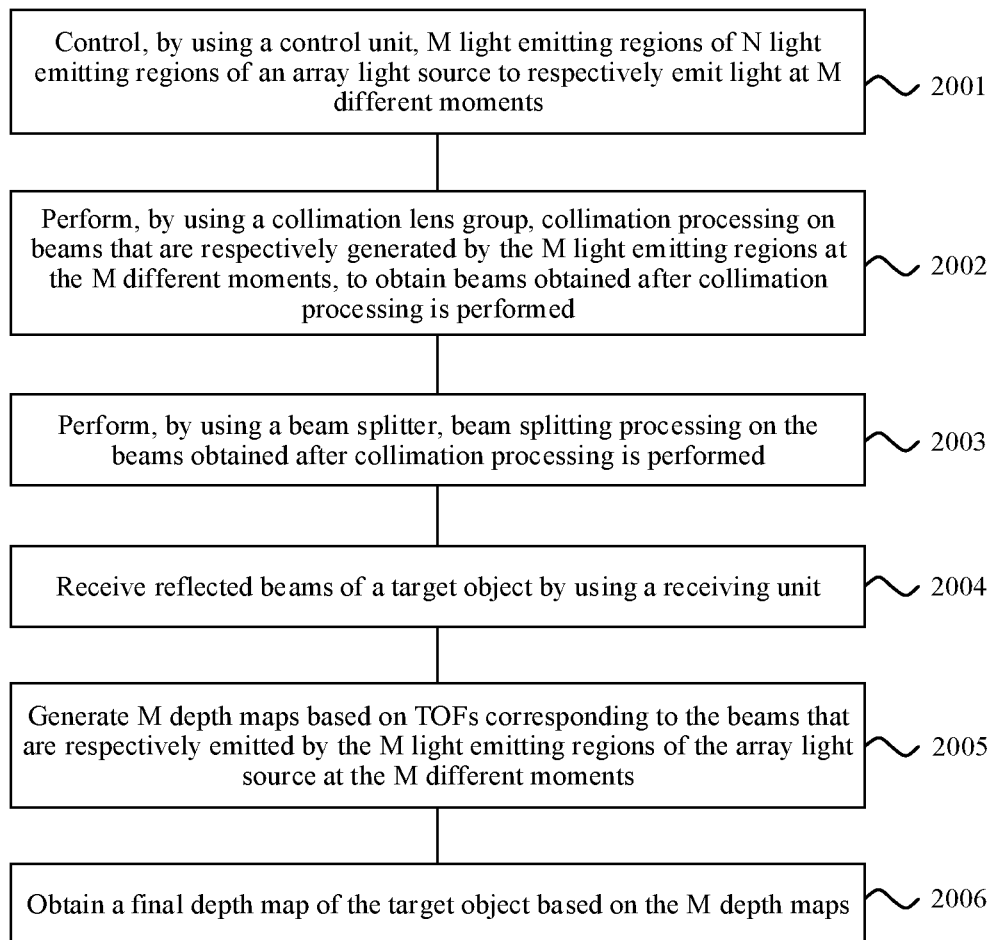 Control, by using a control unit, M light emitting regions of N light
emitting regions of an array light source to respectively emit light at M
different moments
2001
Perform, by using a collimation lens group, collimation processing on
beams that are respectively generated by the M light emitting regions at
the M different moments, to obtain beams obtained after collimation
processing is performed
2002
Perform, by using a beam splitter, beam splitting processing on the
beams obtained after collimation processing is performed
2003
Receive reflected beams of a target object by using a receiving unit
2004
Generate M depth maps based on TOFs corresponding to the beams that
are respectively emitted by the M light emitting regions of the array light
source at the M different moments
2005
Obtain a final depth map of the target object based on the M depth maps
2006